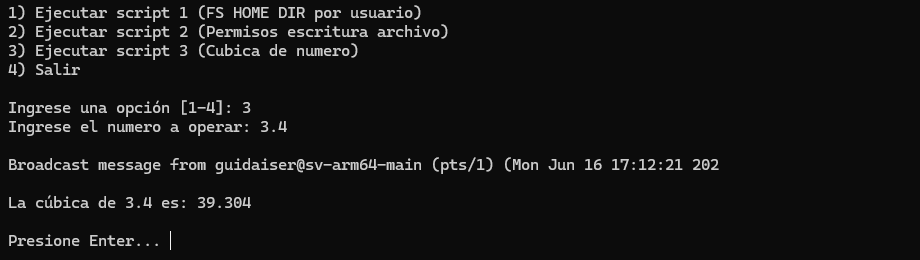 1) Ejecutar script 1 (FS HOME DIR por usuario)
2) Ejecutar script 2 (Permisos escritura archivo)
3) Ejecutar script 3 (Cubica de numero)
4) Salir
Ingrese una opción [1-4]: 3
Ingrese el numero a operar: 3.4
Broadcast message from guidaiser@sv-arm64-main (pts/1) (Mon Jun 16 17:12:21 202
La cúbica de 3.4 es: 39.304
Presione Enter...